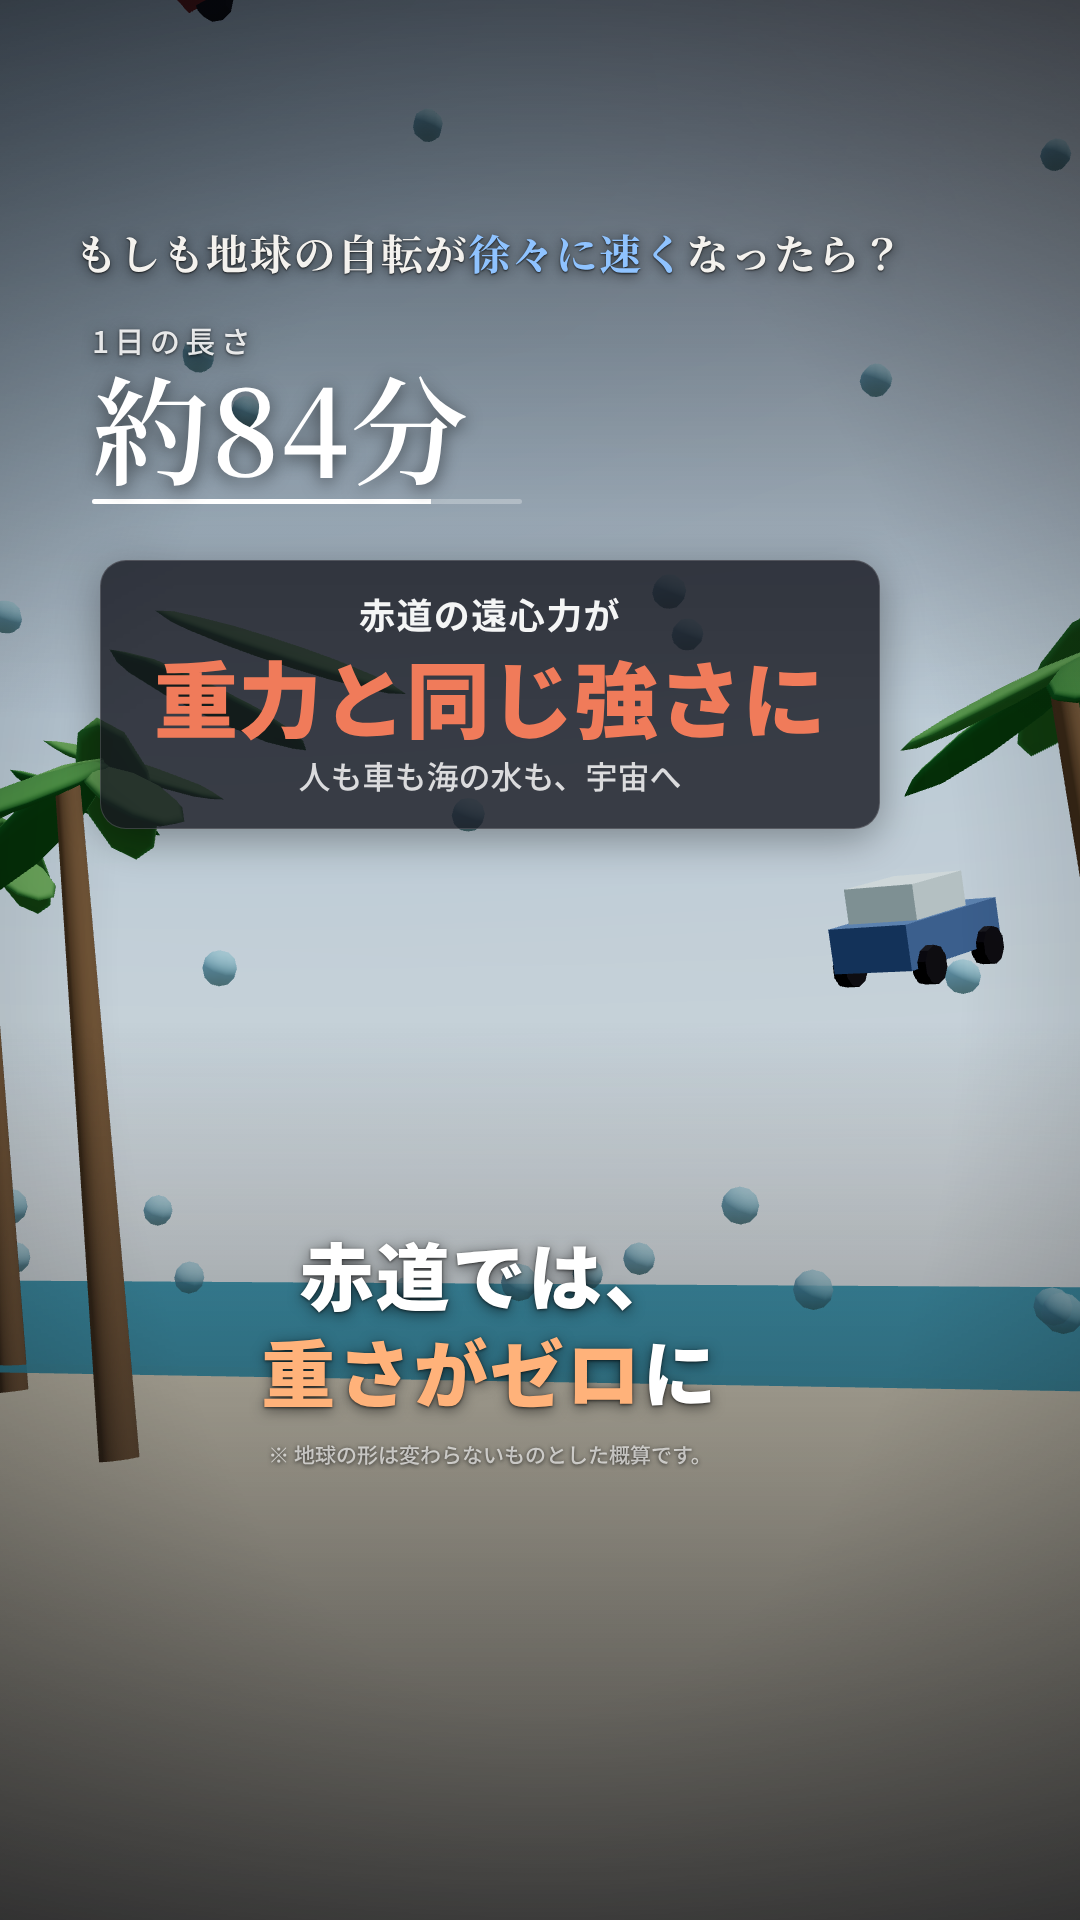 もしも地球の自転が徐々に速くなったら？
1日の長さ
約84分
赤道の遠心力が
重力と同じ強さに
人も車も海の水も、宇宙へ
赤道では、
重さがゼロに
※ 地球の形は変わらないものとした概算です。